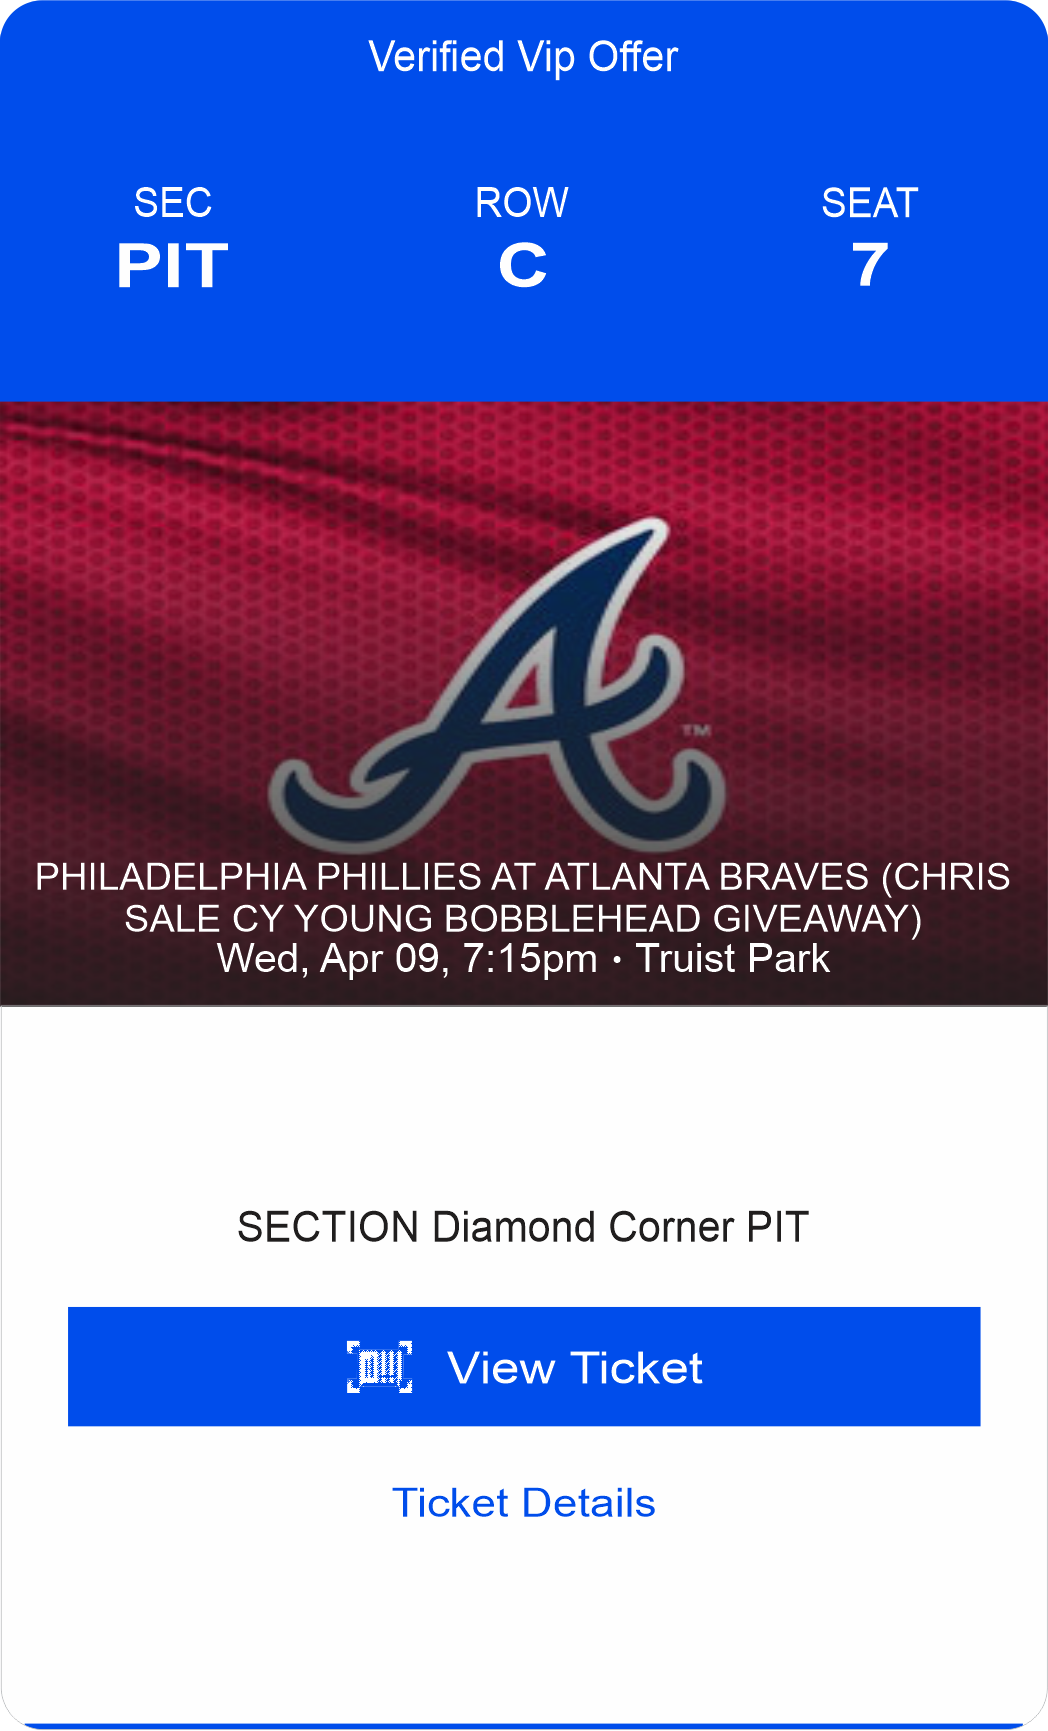 Verified Vip Offer
SEC ROW SEAT
PIT C 7
A
TM
PHILADELPHIA PHILLIES AT ATLANTA BRAVES (CHRIS
SALE CY YOUNG BOBBLEHEAD GIVEAWAY)
Wed, Apr 09, 7:15pm • Truist Park
SECTION Diamond Corner PIT
View Ticket
Ticket Details